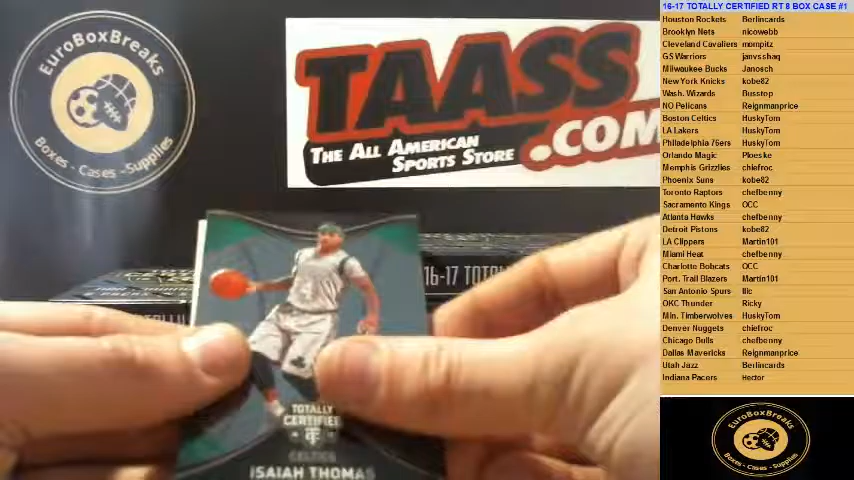 EuroBoxBreaks
Boxes - Cases - Supplies
TAASS
.COM
THE ALL AMERICAN
SPORTS STORE
16-17 TOTAL
TOTALLY
CERTIFIED
CELTICS
ISAIAH THOMAS
16-17 TOTALLY CERTIFIED RT 8 BOX CASE #1
Houston Rockets Berlincards
Brooklyn Nets nicowebb
Cleveland Cavaliers mompitz
GS Warriors janvsshaq
Milwaukee Bucks Janosch
New York Knicks kobe82
Wash. Wizards Busstop
NO Pelicans Reignmanprice
Boston Celtics HuskyTom
LA Lakers HuskyTom
Philadelphia 76ers HuskyTom
Orlando Magic Ploeske
Memphis Grizzlies chiefroc
Phoenix Suns kobe82
Toronto Raptors chefbenny
Sacramento Kings OCC
Atlanta Hawks chefbenny
Detroit Pistons kobe82
LA Clippers Martin101
Miami Heat chefbenny
Charlotte Bobcats OCC
Port. Trail Blazers Martin101
San Antonio Spurs
OKC Thunder Ricky
Min. Timberwolves HuskyTom
Denver Nuggets chiefroc
Chicago Bulls chefbenny
Dallas Mavericks Reignmanprice
Utah Jazz Berlincards
Indiana Pacers Hector
EuroBoxBreaks
Boxes - Cases - Supplies